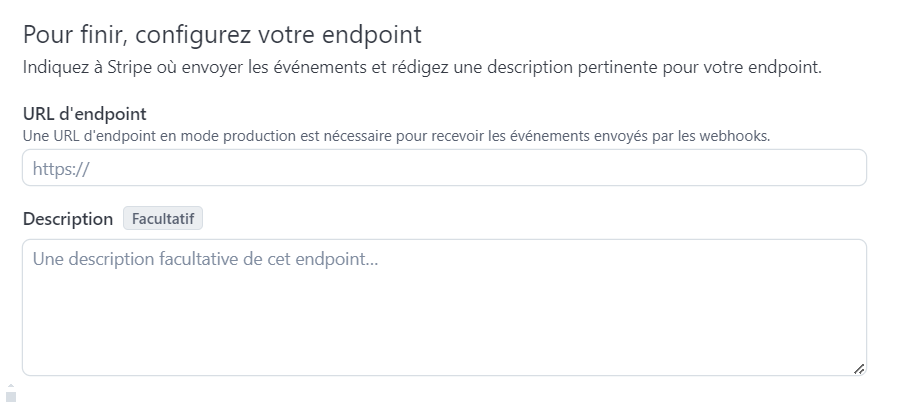 Pour finir, configurez votre endpoint
Indiquez à Stripe où envoyer les événements et rédigez une description pertinente pour votre endpoint.
URL d'endpoint
Une URL d'endpoint en mode production est nécessaire pour recevoir les événements envoyés par les webhooks.
https://
Description Facultatif
Une description facultative de cet endpoint...